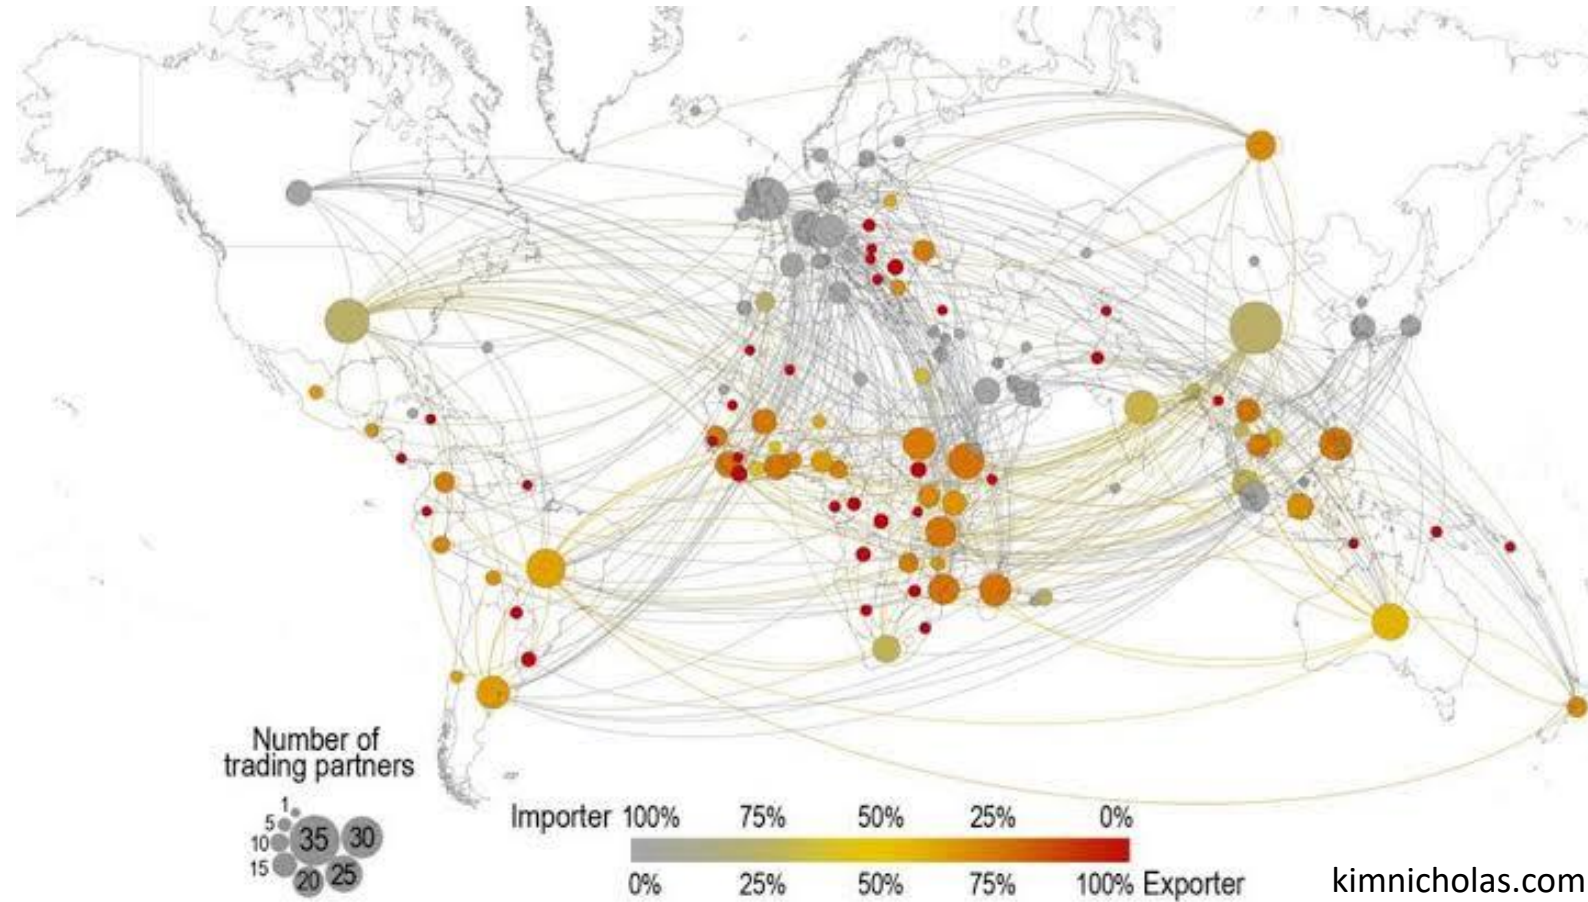 Number of
trading partners
1
5
10
15
35
30
20
25
Importer 100% 75% 50% 25% 0%
0% 25% 50% 75% 100% Exporter
kimnicholas.com